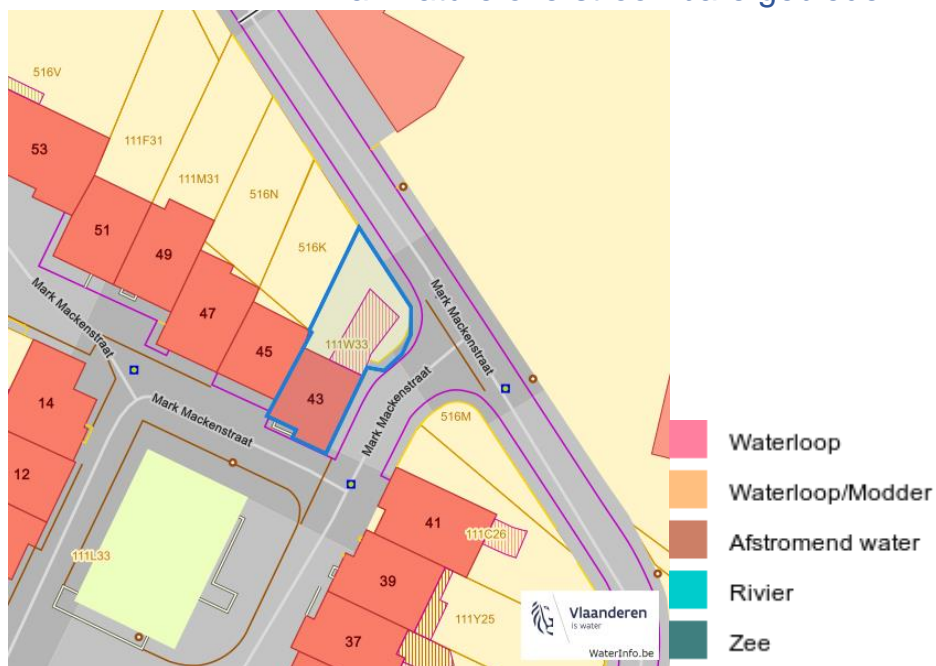 516V
53
111F31
111M31
51
49
516N
516K
47
Mark Mackenstraat
Mark Mackenstraat
45
111W33
43
Mark Mackenstraat
Mark Mackenstraat
14
12
516M
41
111C26
111L33
39
37
111Y25
Vlaanderen
is water
WaterInfo.be
Waterloop
Waterloop/Modder
Afstromend water
Rivier
Zee